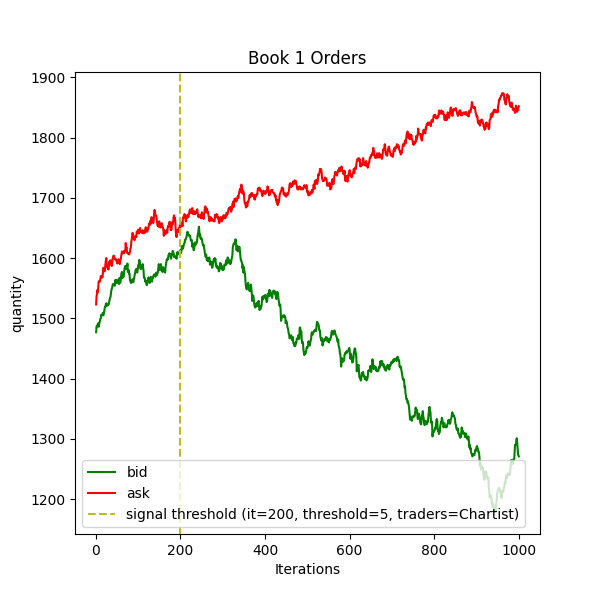 Book 1 Orders
1900
1800
1700
1600
1500
1400
1300
1200
quantity
bid
ask
signal threshold (it=200, threshold=5, traders=Chartist)
0 200 400 600 800 1000
Iterations